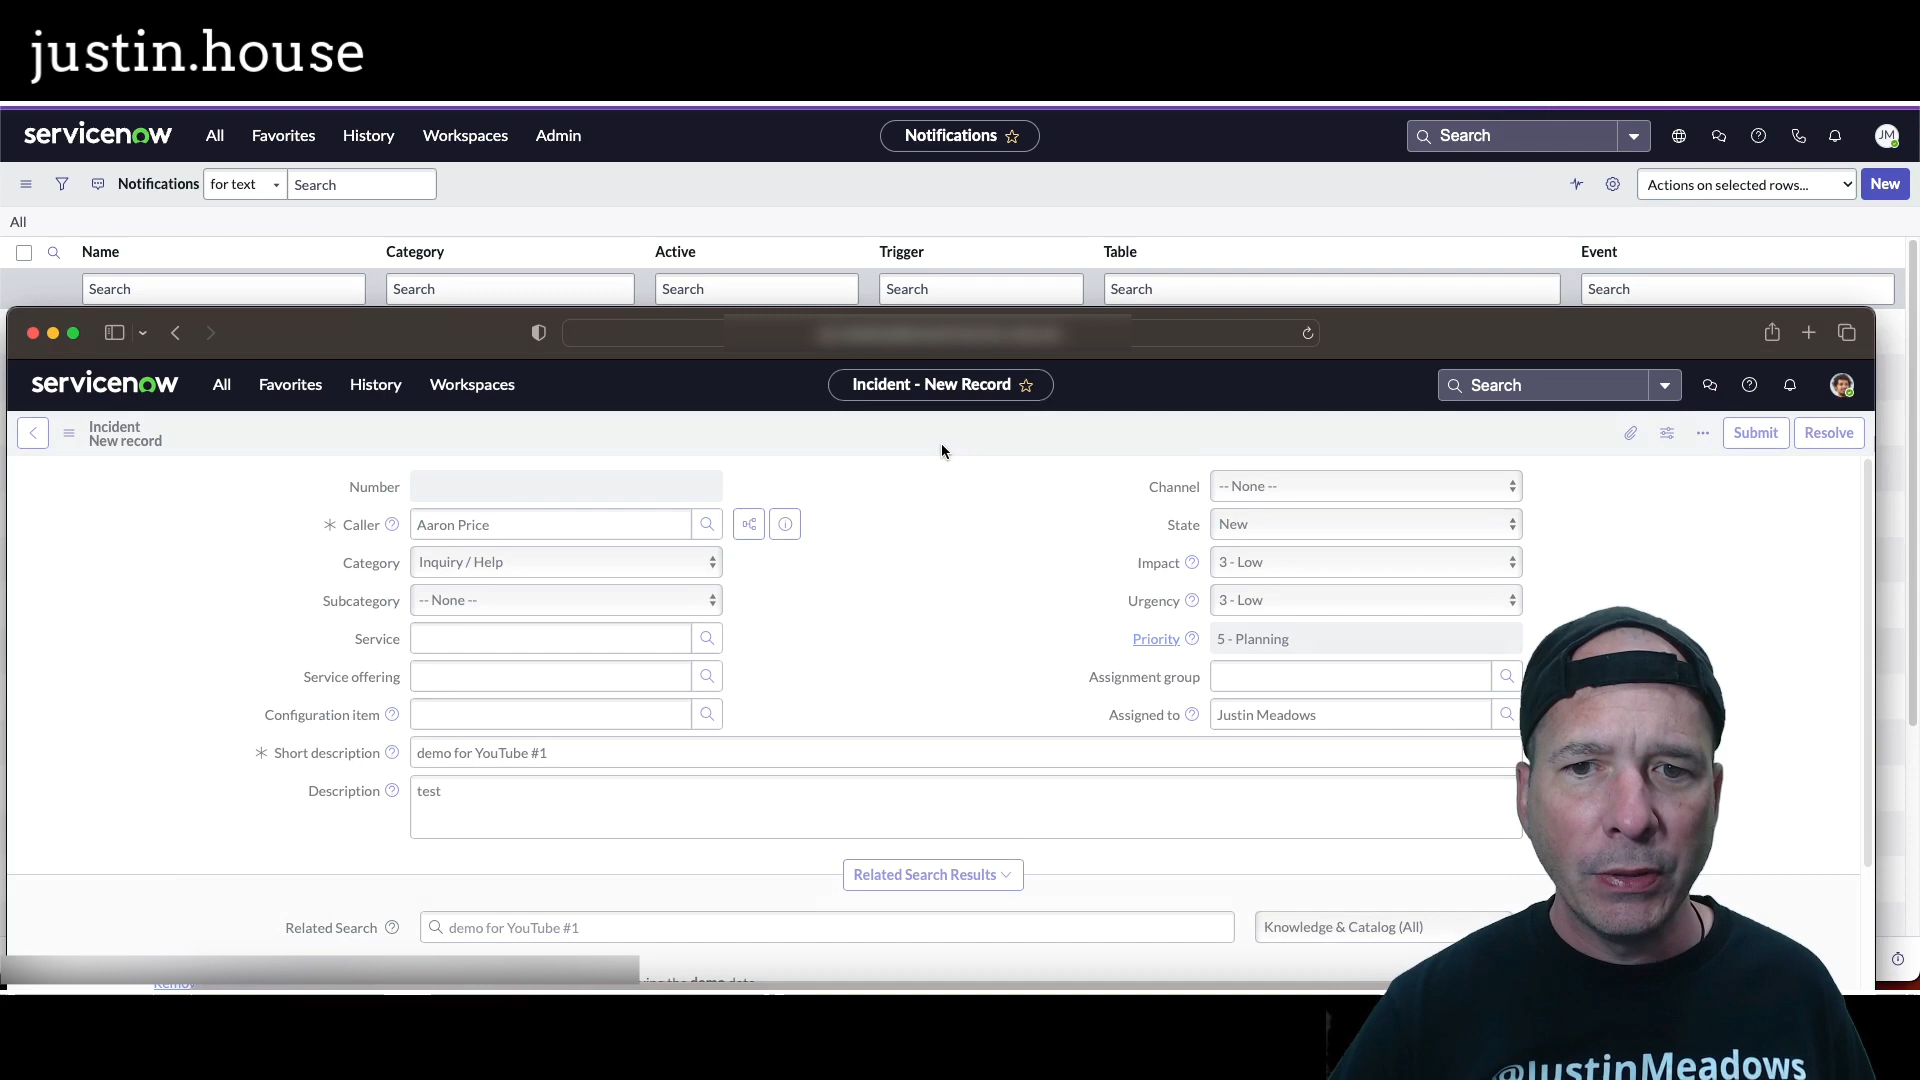 justin.house
servicenow All Favorites History Workspaces Admin Notifications Search JM
Notifications for text Search Actions on selected rows... New
All
Name Category Active Trigger Table Event
Search Search Search Search Search Search
servicenow All Favorites History Workspaces Incident - New Record Search
Incident
New record
Submit Resolve
Number Channel -- None --
Caller Aaron Price State New
Category Inquiry / Help Impact 3 - Low
Subcategory -- None -- Urgency 3 - Low
Service Priority 5 - Planning
Service offering Assignment group
Configuration item Assigned to Justin Meadows
Short description demo for YouTube #1
Description test
Related Search Results
Related Search demo for YouTube #1 Knowledge & Catalog (All)
@JustinMeadows